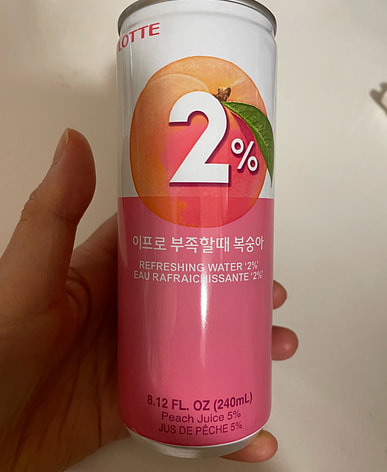 LOTTE
2%
이프로 부족할때 복숭아
REFRESHING WATER '2%'
EAU RAFRAICHISSANTE '2%'
8.12 FL. OZ (240mL)
Peach Juice 5%
JUS DE PÊCHE 5%